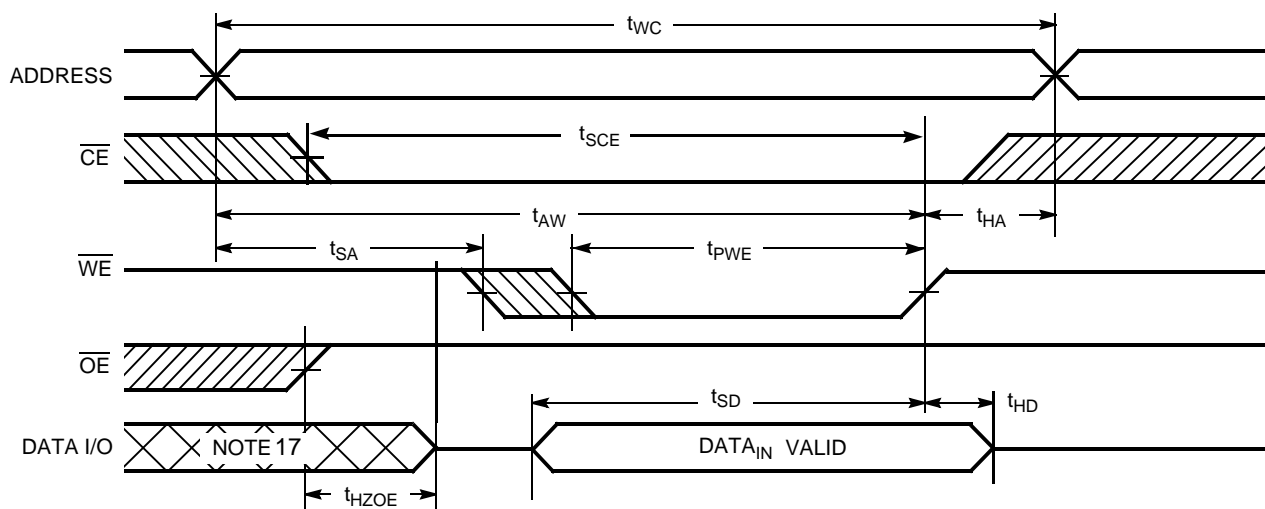 tWC
ADDRESS
tSCE
CE
tAW
tHA
tSA
tPWE
WE
OE
tSD
tHD
DATA I/O
NOTE 17
DATAIN VALID
tHZOE